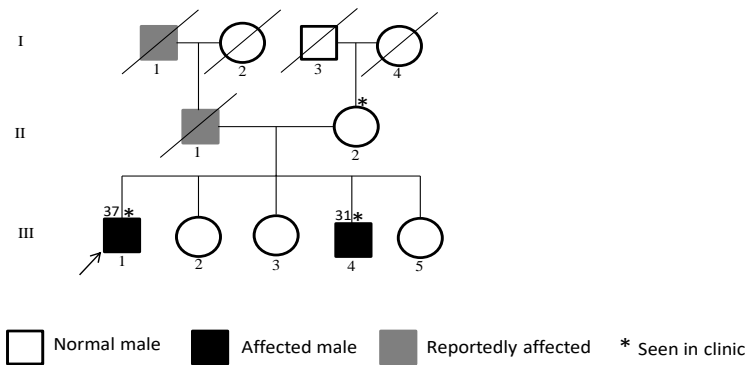 I
1 2 3 4
*
II
1 2
37 * 31 *
III
1 2 3 4 5
Normal male Affected male Reportedly affected * Seen in clinic